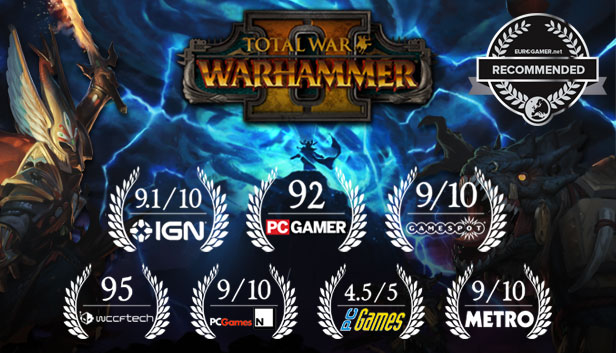 TOTAL WAR
WARHAMMER
II
EUROGAMER.net
RECOMMENDED
9.1/10
IGN
92
PC GAMER
9/10
GAMESPOT
95
WCCFTECH
9/10
PCGames N
4.5/5
PC Games
9/10
METRO